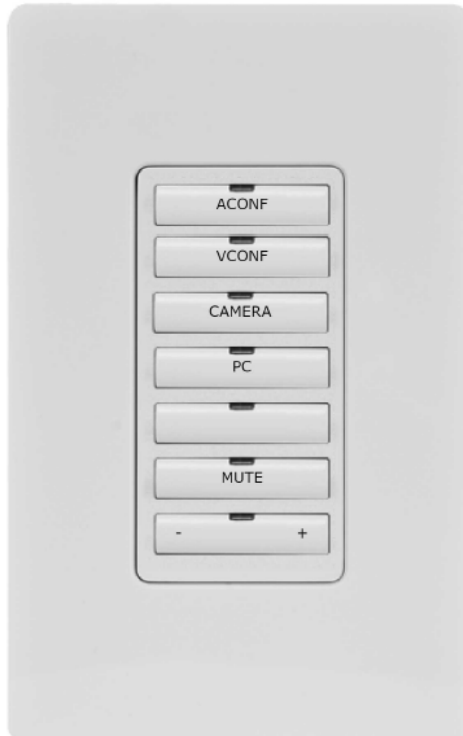 ACONF
VCONF
CAMERA
PC
MUTE
- +